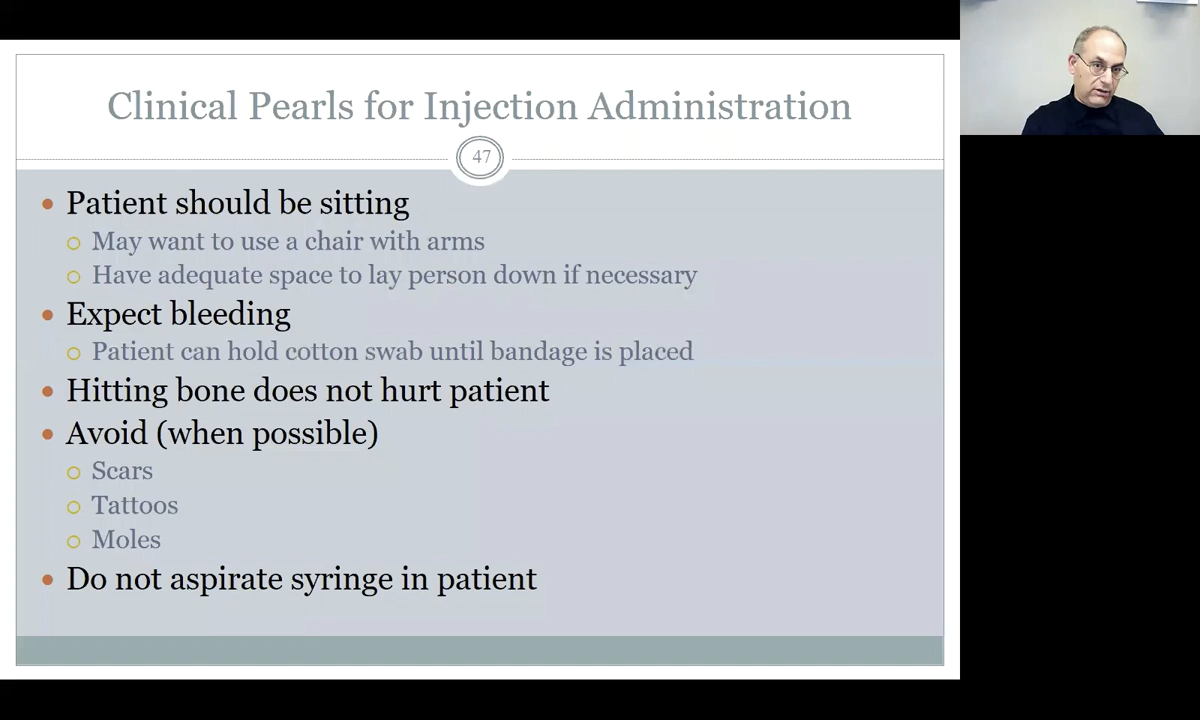 Clinical Pearls for Injection Administration
47
Patient should be sitting
May want to use a chair with arms
Have adequate space to lay person down if necessary
Expect bleeding
Patient can hold cotton swab until bandage is placed
Hitting bone does not hurt patient
Avoid (when possible)
Scars
Tattoos
Moles
Do not aspirate syringe in patient